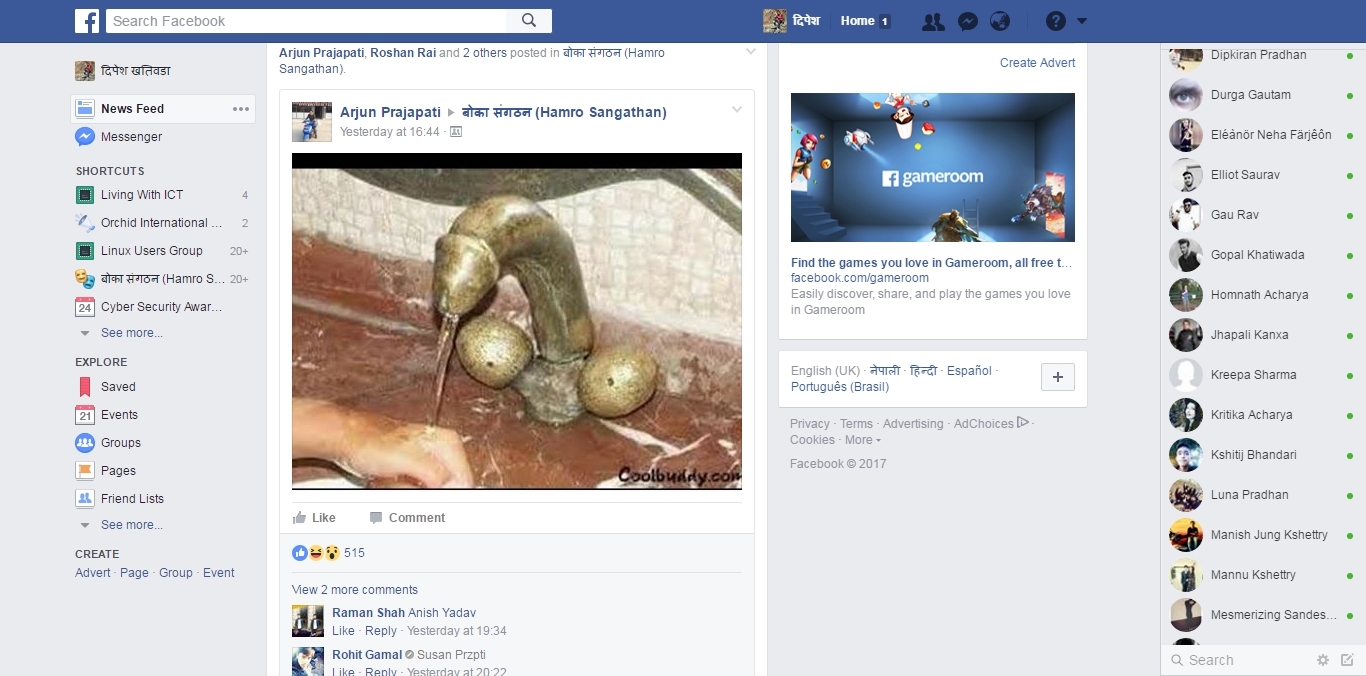 Search Facebook
दिपेश
Home 1
दिपेश खतिवडा
News Feed
Messenger
SHORTCUTS
Living With ICT 4
Orchid International ... 2
Linux Users Group 20+
बोका संगठन (Hamro S... 20+
24 Cyber Security Awar...
See more...
EXPLORE
Saved
21 Events
Groups
Pages
Friend Lists
See more...
CREATE
Advert · Page · Group · Event
Arjun Prajapati, Roshan Rai and 2 others posted in बोका संगठन (Hamro
Sangathan).
Arjun Prajapati ▸ बोका संगठन (Hamro Sangathan)
Yesterday at 16:44 ·
Coolbuddy.com
Like Comment
515
View 2 more comments
Raman Shah Anish Yadav
Like · Reply · Yesterday at 19:34
Rohit Gamal Susan Przpti
Like · Reply · Yesterday at 20:22
Create Advert
gameroom
Find the games you love in Gameroom, all free t...
facebook.com/gameroom
Easily discover, share, and play the games you love
in Gameroom
English (UK) · नेपाली · हिन्दी · Español ·
Português (Brasil)
Privacy · Terms · Advertising · AdChoices ·
Cookies · More
Facebook © 2017
Dipkiran Pradhan
Durga Gautam
Eléánör Neha Färjêôn
Elliot Saurav
Gau Rav
Gopal Khatiwada
Homnath Acharya
Jhapali Kanxa
Kreepa Sharma
Kritika Acharya
Kshitij Bhandari
Luna Pradhan
Manish Jung Kshettry
Mannu Kshettry
Mesmerizing Sandes...
Search